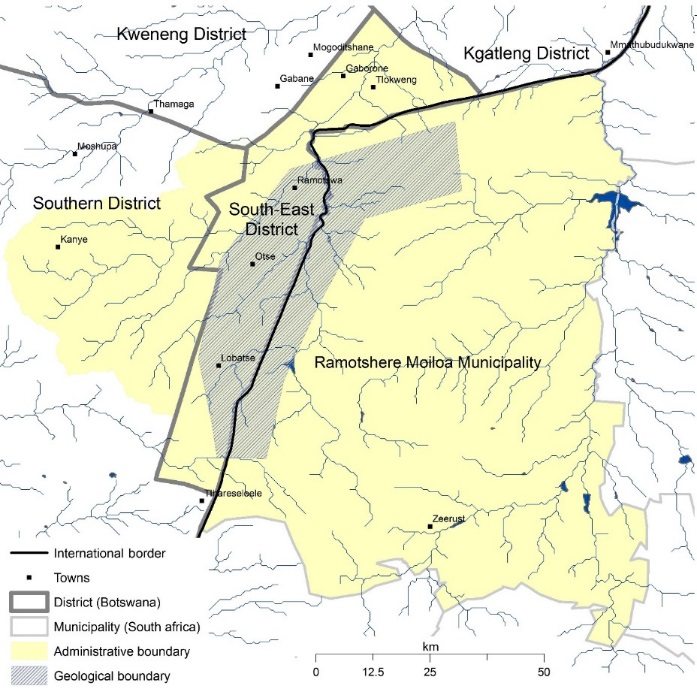 Kweneng District
Mogoditshane
Kgatleng District
Mmathubudukwane
Gabane
Gaborone
Tlokweng
Thamaga
Moshupa
Ramotswa
Southern District
South-East
District
Kanye
Otse
Lobatse
Ramotshere Moiloa Municipality
Zeerust
International border
Towns
District (Botswana)
Municipality (South africa)
Administrative boundary
Geological boundary
km
0 12.5 25 50